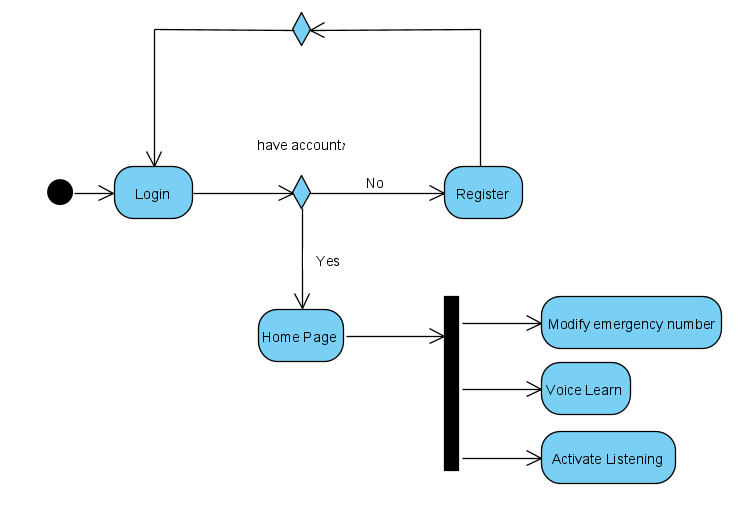 have account?
Login
No
Register
Yes
Home Page
Modify emergency number
Voice Learn
Activate Listening